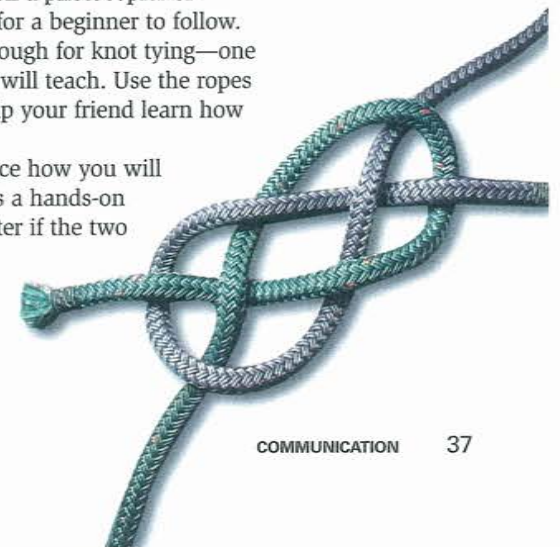 for a beginner to follow.
ough for knot tying—one
will teach. Use the ropes
p your friend learn how
ce how you will
s a hands-on
ter if the two
COMMUNICATION 37